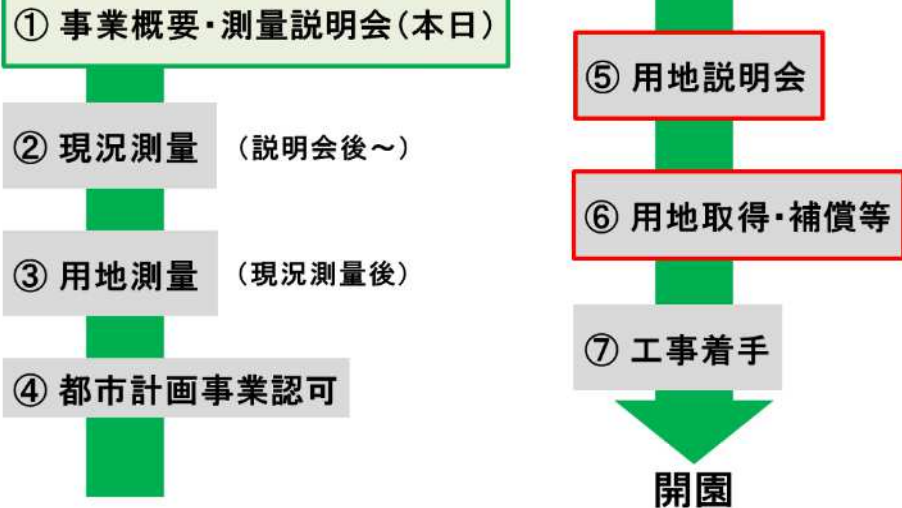 ① 事業概要・測量説明会(本日)
② 現況測量 (説明会後~)
③ 用地測量 (現況測量後)
④ 都市計画事業認可
⑤ 用地説明会
⑥ 用地取得・補償等
⑦ 工事着手
開園